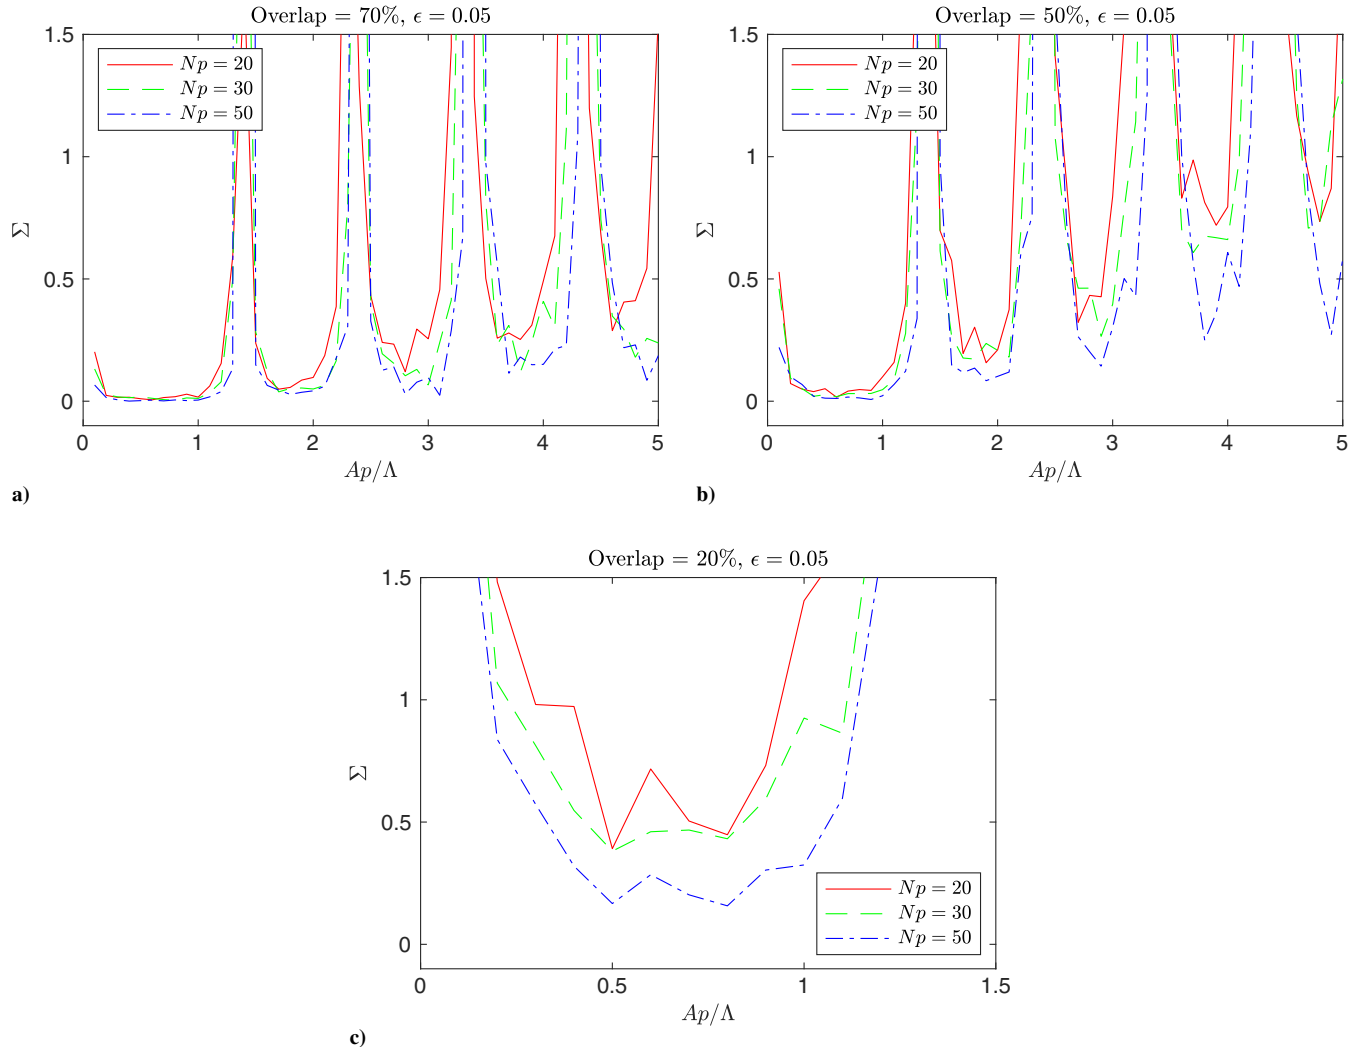 Overlap = 70%, ϵ = 0.05
1.5
1
0.5
0
Σ
Np = 20
Np = 30
Np = 50
0 1 2 3 4 5
Ap/Λ
a)
Overlap = 50%, ϵ = 0.05
1.5
1
0.5
0
Σ
Np = 20
Np = 30
Np = 50
0 1 2 3 4 5
Ap/Λ
b)
Overlap = 20%, ϵ = 0.05
1.5
1
0.5
0
Σ
Np = 20
Np = 30
Np = 50
0 0.5 1 1.5
Ap/Λ
c)